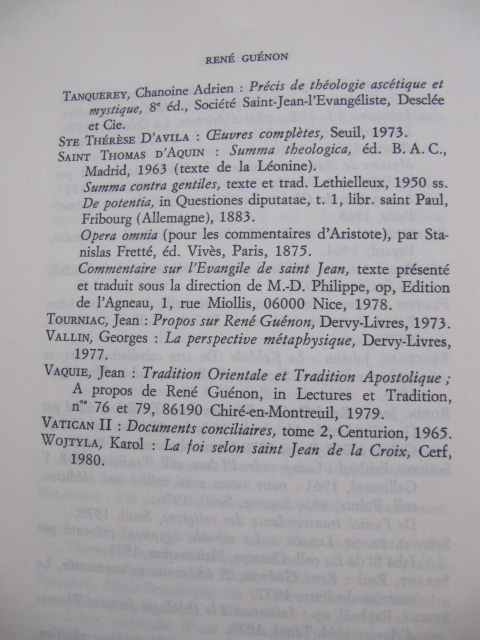 RENÉ GUÉNON
TANQUEREY, Chanoine Adrien : Précis de théologie ascétique et
mystique, 8e éd., Société Saint-Jean-l'Evangéliste, Desclée
et Cie.
STE THÉRÈSE D'AVILA : Œuvres complètes, Seuil, 1973.
SAINT THOMAS D'AQUIN : Summa theologica, éd. B.A.C.,
Madrid, 1963 (texte de la Léonine).
Summa contra gentiles, texte et trad. Lethielleux, 1950 ss.
De potentia, in Questiones diputatae, t. 1, libr. saint Paul,
Fribourg (Allemagne), 1883.
Opera omnia (pour les commentaires d'Aristote), par Sta-
nislas Fretté, éd. Vivès, Paris, 1875.
Commentaire sur l'Evangile de saint Jean, texte présenté
et traduit sous la direction de M.-D. Philippe, op, Edition
de l'Agneau, 1, rue Miollis, 06000 Nice, 1978.
TOURNIAC, Jean : Propos sur René Guénon, Dervy-Livres, 1973.
VALLIN, Georges : La perspective métaphysique, Dervy-Livres,
1977.
VAQUIE, Jean : Tradition Orientale et Tradition Apostolique ;
A propos de René Guénon, in Lectures et Tradition,
nos 76 et 79, 86190 Chiré-en-Montreuil, 1979.
VATICAN II : Documents conciliaires, tome 2, Centurion, 1965.
WOJTYLA, Karol : La foi selon saint Jean de la Croix, Cerf,
1980.